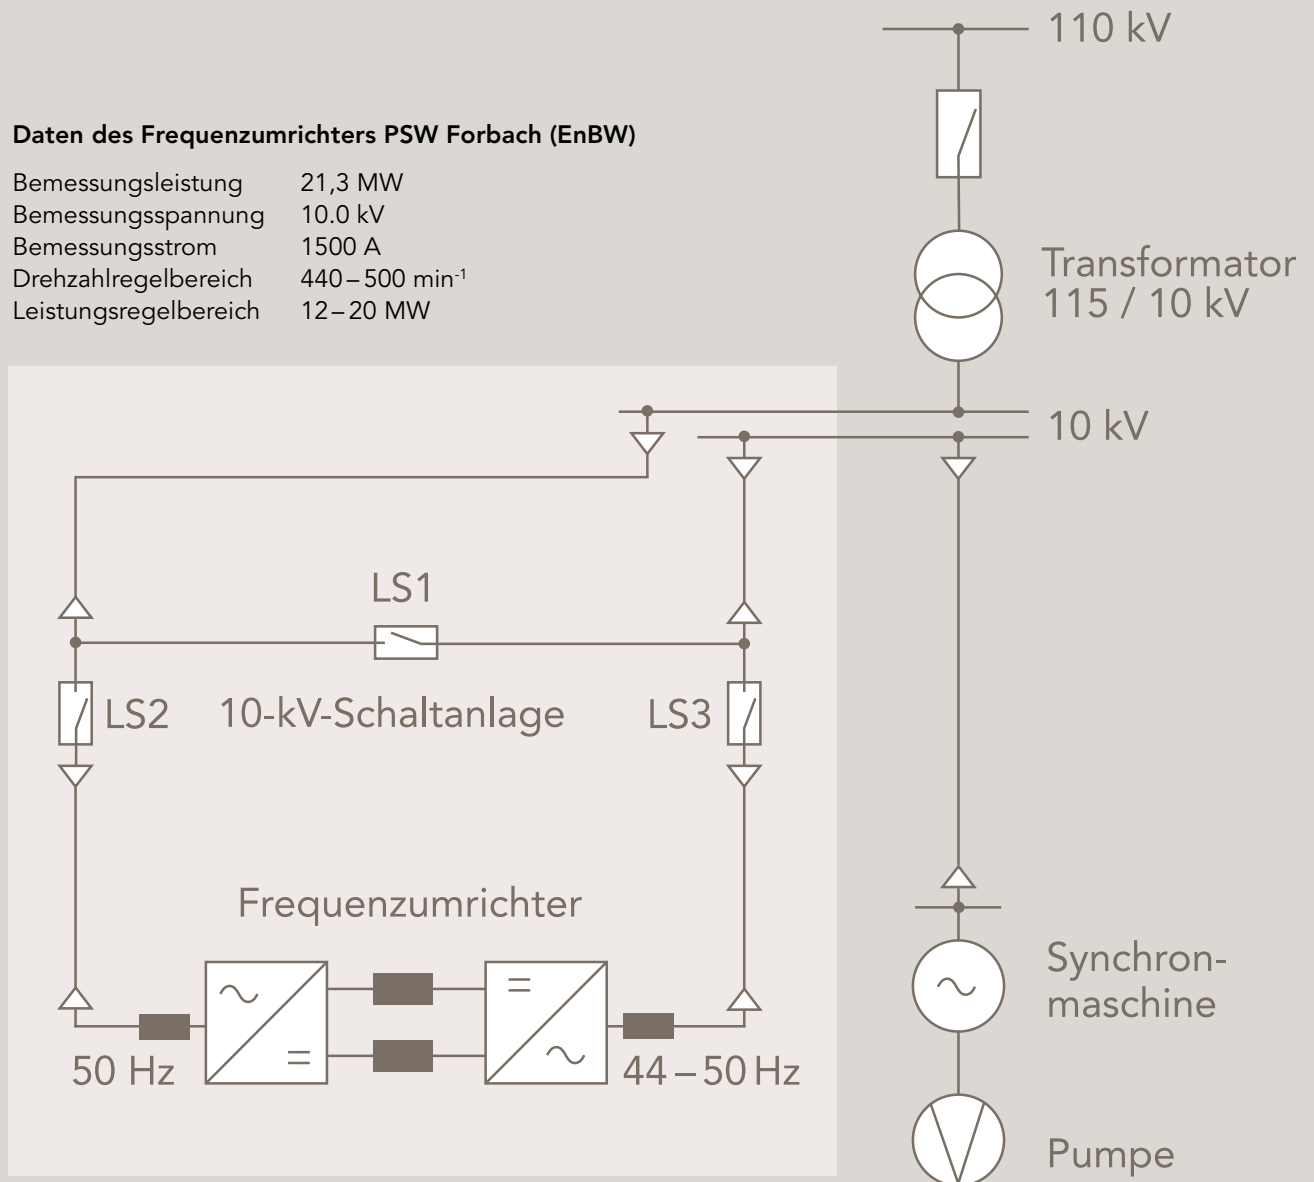 110 kV
Daten des Frequenzumrichters PSW Forbach (EnBW)
Bemessungsleistung 21,3 MW
Bemessungsspannung 10.0 kV
Bemessungsstrom 1500 A
Drehzahlregelbereich 440–500 min⁻¹
Leistungsregelbereich 12–20 MW
Transformator
115 / 10 kV
10 kV
LS1
LS2
10-kV-Schaltanlage
LS3
Frequenzumrichter
50 Hz
44–50 Hz
Synchron-
maschine
Pumpe